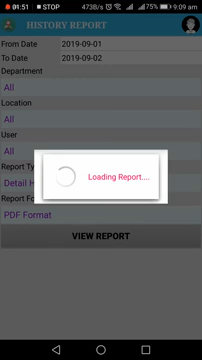 01:51 STOP 473B/s 75% 9:09 am
HISTORY REPORT
From Date 2019-09-01
To Date 2019-09-02
Department
All
Location
All
User
All
Report Ty
Loading Report....
Detail H
Report Fo
PDF Format
VIEW REPORT